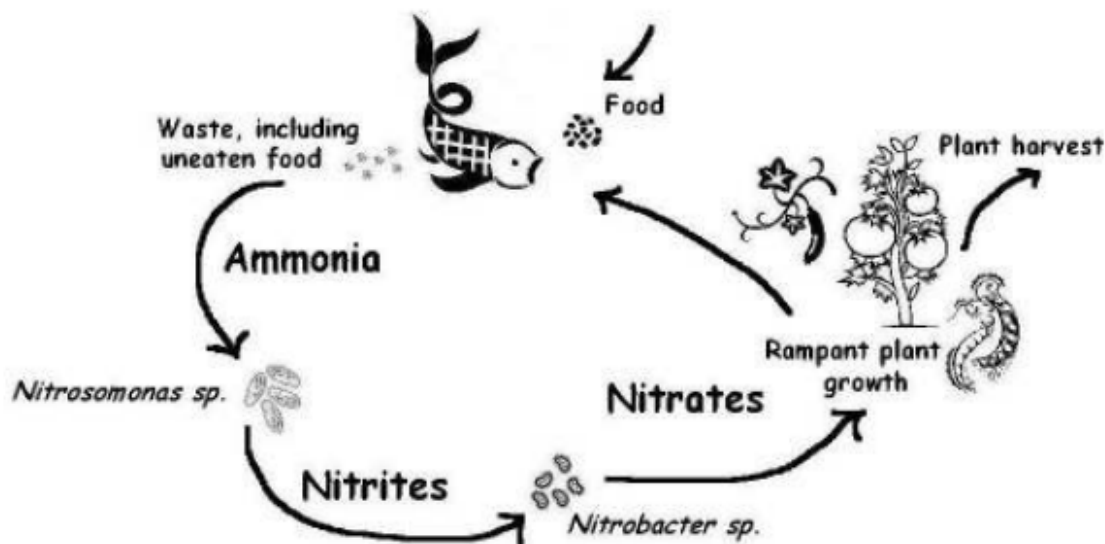 Food
Waste, including
uneaten food
Plant harvest
Ammonia
Rampant plant
growth
Nitrosomonas sp.
Nitrates
Nitrites
Nitrobacter sp.